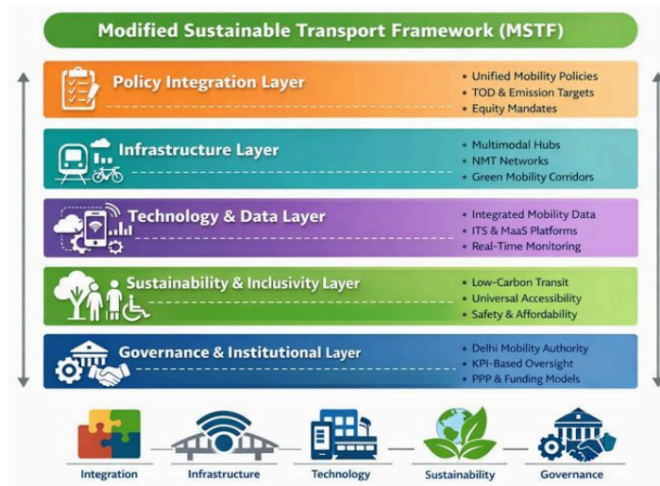 Modified Sustainable Transport Framework (MSTF)
Policy Integration Layer
• Unified Mobility Policies
• TOD & Emission Targets
• Equity Mandates
Infrastructure Layer
• Multimodal Hubs
• NMT Networks
• Green Mobility Corridors
Technology & Data Layer
• Integrated Mobility Data
• ITS & MaaS Platforms
• Real-Time Monitoring
Sustainability & Inclusivity Layer
• Low-Carbon Transit
• Universal Accessibility
• Safety & Affordability
Governance & Institutional Layer
• Delhi Mobility Authority
• KPI-Based Oversight
• PPP & Funding Models
Integration
Infrastructure
Technology
Sustainability
Governance